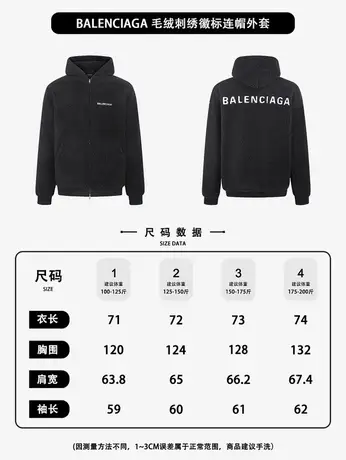 BALENCIAGA 毛绒刺绣徽标连帽外套
Balenciaga
BALENCIAGA
尺码数据
SIZE DATA
尺码 1 2 3 4
SIZE 建议体重 建议体重 建议体重 建议体重
100-125斤 125-150斤 150-175斤 175-200斤
衣长 71 72 73 74
胸围 120 124 128 132
肩宽 63.8 65 66.2 67.4
袖长 59 60 61 62
(因测量方法不同，1~3CM误差属于正常范围，商品建议手洗)